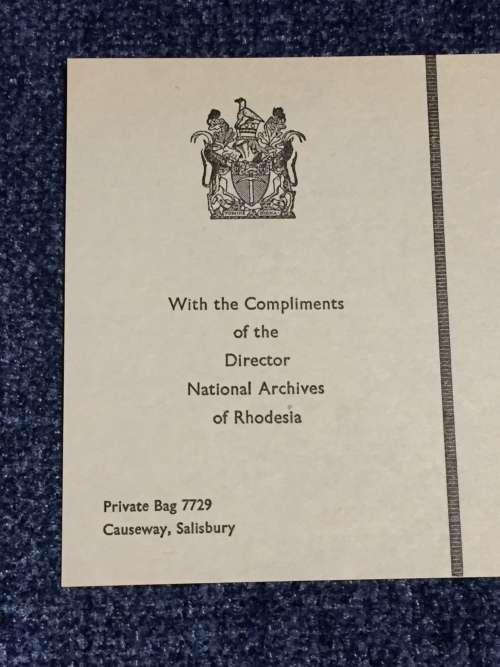 With the Compliments
of the
Director
National Archives
of Rhodesia
Private Bag 7729
Causeway, Salisbury